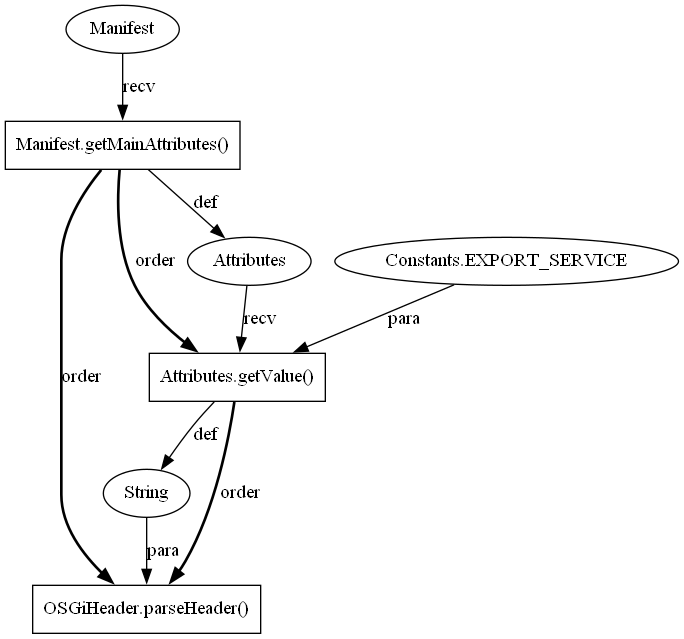 Manifest
recv
Manifest.getMainAttributes()
def
order
Attributes
Constants.EXPORT_SERVICE
recv
para
order
Attributes.getValue()
def
String
order
para
OSGiHeader.parseHeader()